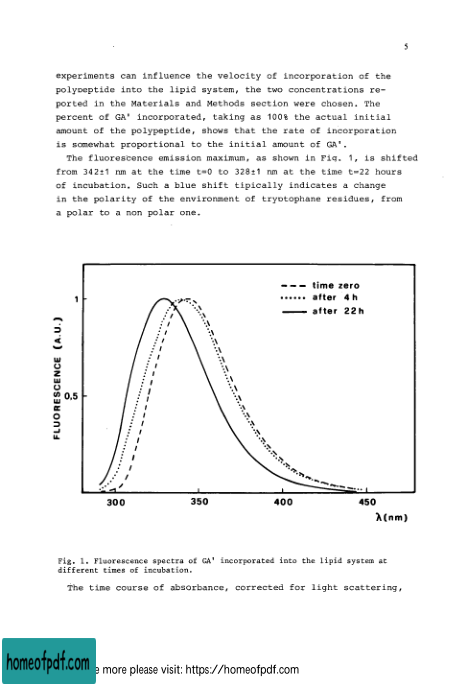 5
experiments can influence the velocity of incorporation of the
polypeptide into the lipid system, the two concentrations re-
ported in the Materials and Methods section were chosen. The
percent of GA' incorporated, taking as 100% the actual initial
amount of the polypeptide, shows that the rate of incorporation
is somewhat proportional to the initial amount of GA'.
The fluorescence emission maximum, as shown in Fig. 1, is shifted
from 342±1 nm at the time t=0 to 328±1 nm at the time t=22 hours
of incubation. Such a blue shift tipically indicates a change
in the polarity of the environment of tryptophane residues, from
a polar to a non polar one.
time zero
after 4h
after 22h
FLUORESCENCE (A.U.)
1
0.5
300 350 400 450
λ(nm)
Fig. 1. Fluorescence spectra of GA' incorporated into the lipid system at
different times of incubation.
The time course of absorbance, corrected for light scattering,
homeofpdf.com
e more please visit: https://homeofpdf.com